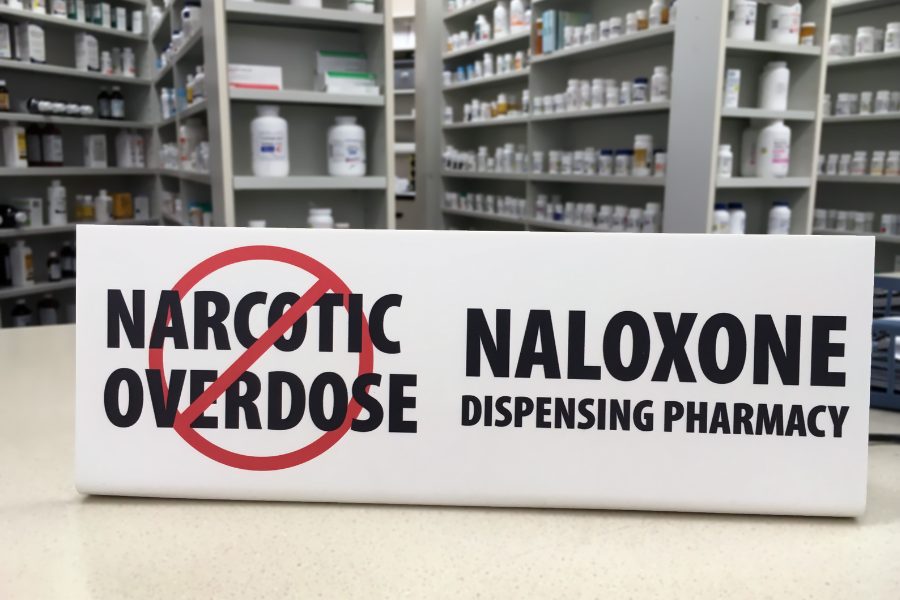 NARCOTIC
OVERDOSE
NALOXONE
DISPENSING PHARMACY